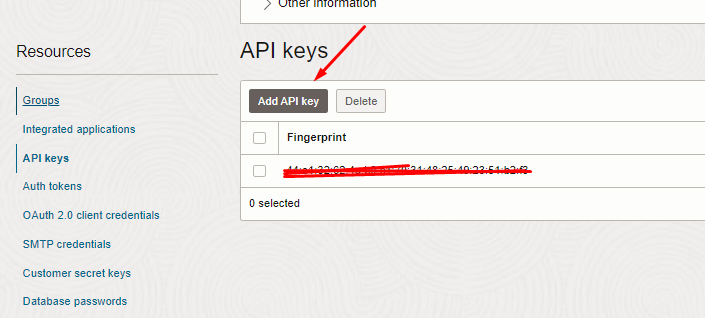 Other information
Resources
API keys
Add API key
Delete
Groups
Integrated applications
Fingerprint
API keys
Auth tokens
0 selected
OAuth 2.0 client credentials
SMTP credentials
Customer secret keys
Database passwords